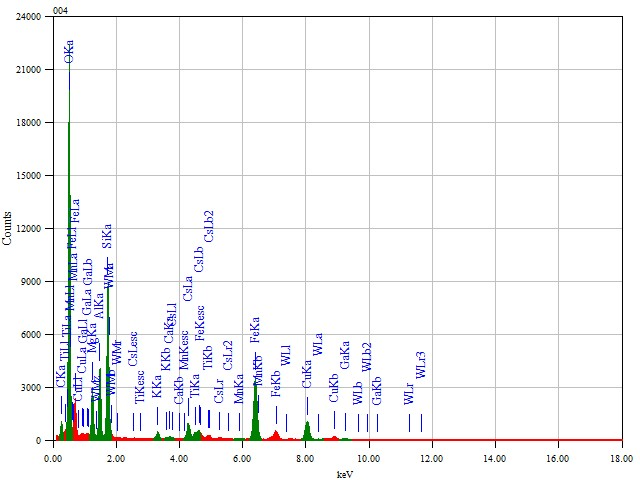 004
24000
21000
18000
15000
12000
9000
6000
3000
0
Counts
0.00 2.00 4.00 6.00 8.00 10.00 12.00 14.00 16.00 18.00
keV
CKa
OKa
TiLl
TiLa
MnLl
MnLa
FeLl
FeLa
CuLl
CuLa
GaLl
GaLa
GaLb
MgKa
WMz
AlKa
SiKa
WMa
WMb
WMr
CsLesc
TiKesc
KKa
KKb
CaKa
CsLl
CaKb
MnKesc
CsLa
TiKa
FeKesc
CsLb
TiKb
CsLb2
CsLr
CsLr2
MnKa
FeKa
MnKb
FeKb
WLl
CuKa
WLa
CuKb
GaKa
WLb
WLb2
GaKb
WLr
WLr3